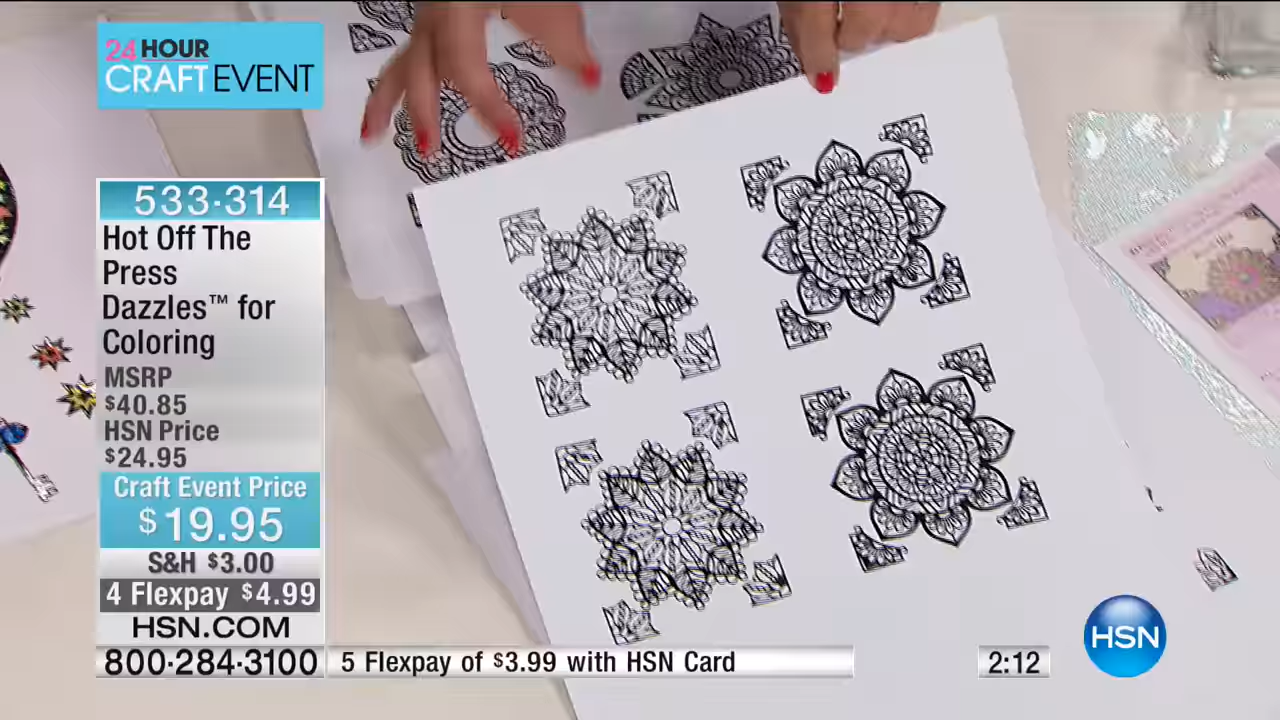 24 HOUR
CRAFT EVENT
533·314
Hot Off The
Press
Dazzles™ for
Coloring
MSRP
$40.85
HSN Price
$24.95
Craft Event Price
$19.95
S&H $3.00
4 Flexpay $4.99
HSN.COM
800·284·3100
5 Flexpay of $3.99 with HSN Card
2:12
HSN